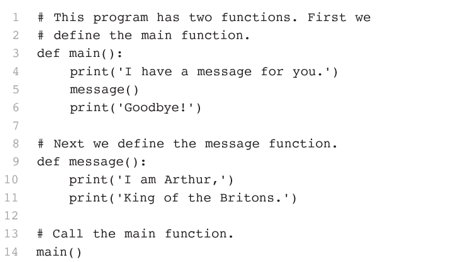 1 # This program has two functions. First we
2 # define the main function.
3 def main():
4     print('I have a message for you.')
5     message()
6     print('Goodbye!')
7
8 # Next we define the message function.
9 def message():
10     print('I am Arthur,')
11     print('King of the Britons.')
12
13 # Call the main function.
14 main()